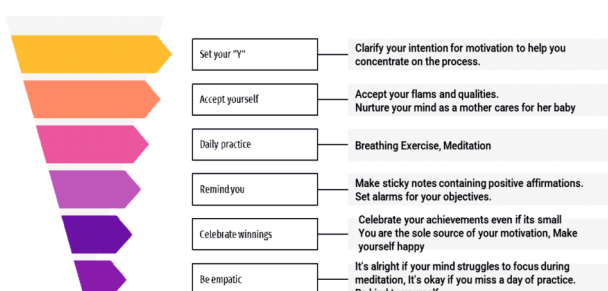 Set your "Y"
Clarify your intention for motivation to help you
concentrate on the process.
Accept yourself
Accept your flams and qualities.
Nurture your mind as a mother cares for her baby
Daily practice
Breathing Exercise, Meditation
Remind you
Make sticky notes containing positive affirmations.
Set alarms for your objectives.
Celebrate winnings
Celebrate your achievements even if its small
You are the sole source of your motivation, Make
yourself happy
Be empatic
It's alright if your mind struggles to focus during
meditation, It's okay if you miss a day of practice.